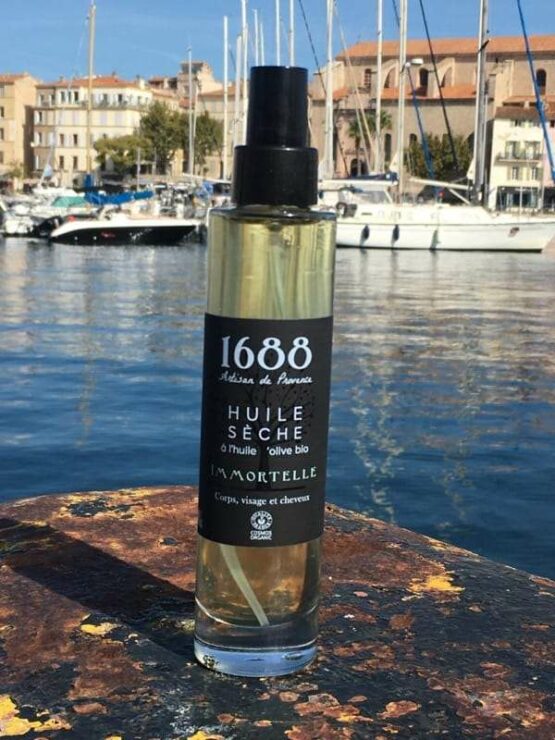 1688
Artisan de Provence
HUILE
SÈCHE
à l'huile 'olive bio
IMMORTELLE
Corps, visage et cheveux
COSMOS
ORGANIC